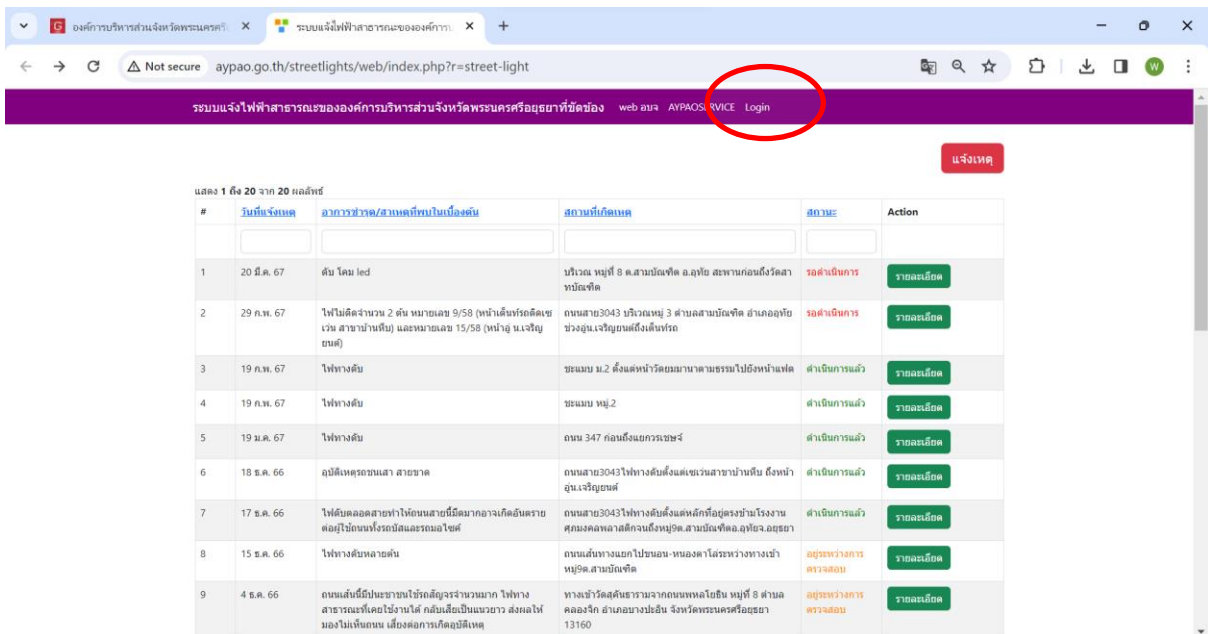 องค์การบริหารส่วนจังหวัดพระนครศรี
ระบบแจ้งไฟฟ้าสาธารณะขององค์การบ
Not secure aypao.go.th/streetlights/web/index.php?r=street-light
W
ระบบแจ้งไฟฟ้าสาธารณะขององค์การบริหารส่วนจังหวัดพระนครศรีอยุธยาที่ขัดข้อง web อบจ AYPAOSERVICE Login
แจ้งเหตุ
แสดง 1 ถึง 20 จาก 20 ผลลัพธ์
# วันที่แจ้งเหตุ อาการชำรุด/สาเหตุที่พบในเบื้องต้น สถานที่เกิดเหตุ สถานะ Action
1 20 มี.ค. 67 ดับ โคม led บริเวณ หมู่ที่ 8 ต.สามบัณฑิต อ.อุทัย สะพานก่อนถึงวัดสา รอดำเนินการ รายละเอียด
ทบัณฑิต
2 29 ก.พ. 67 ไฟไม่ติดจำนวน 2 ต้น หมายเลข 9/58 (หน้าเต็นท์รถติดเซ ถนนสาย3043 บริเวณหมู่ 3 ตำบลสามบัณฑิต อำเภออุทัย รอดำเนินการ รายละเอียด
เว่น สาขาบ้านหีบ) และหมายเลข 15/58 (หน้าอู่ น.เจริญ ช่วงอู่น.เจริญยนต์ถึงเต็นท์รถ
ยนต์)
3 19 ก.พ. 67 ไฟทางดับ ชะแมบ ม.2 ตั้งแต่หน้าวัดยมมานาตามธรรมไปยังหน้าแฟต ดำเนินการแล้ว รายละเอียด
4 19 ก.พ. 67 ไฟทางดับ ชะแมบ หมู่.2 ดำเนินการแล้ว รายละเอียด
5 19 ม.ค. 67 ไฟทางดับ ถนน 347 ก่อนถึงแยกวรเชษจ์ ดำเนินการแล้ว รายละเอียด
6 18 ธ.ค. 66 อุบัติเหตุรถชนเสา สายขาด ถนนสาย3043ไฟทางดับตั้งแต่เซเว่นสาขาบ้านหีบ ถึงหน้า ดำเนินการแล้ว รายละเอียด
อู่น.เจริญยนต์
7 17 ธ.ค. 66 ไฟดับตลอดสายทำให้ถนนสายนี้มืดมากอาจเกิดอันตราย ถนนสาย3043ไฟทางดับตั้งแต่หลักที่อยู่ตรงข้ามโรงงาน ดำเนินการแล้ว รายละเอียด
ต่อผู้ใช้ถนนทั้งรถบัสและรถมอไซค์ ศุภมงคลพลาสติกจนถึงหมู่9ต.สามบัณฑิตอ.อุทัยจ.อยุธยา
8 15 ธ.ค. 66 ไฟทางดับหลายต้น ถนนเส้นทางแยกไปขนอน-หนองตาโล่ระหว่างทางเข้า อยู่ระหว่างการ รายละเอียด
หมู่9ต.สามบัณฑิต ตรวจสอบ
9 4 ธ.ค. 66 ถนนเส้นนี้มีปนะชาชนใช้รถสัญจรจำนวนมาก ไฟทาง ทางเข้าวัดสุคันธารามจากถนนพหลโยธิน หมู่ที่ 8 ตำบล อยู่ระหว่างการ รายละเอียด
สาธารณะที่เคยใช้งานได้ กลับเสียเป็นแนวยาว ส่งผลให้ คลองจิก อำเภอบางปะอิน จังหวัดพระนครศรีอยุธยา ตรวจสอบ
มองไม่เห็นถนน เสี่ยงต่อการเกิดอุบัติเหตุ 13160